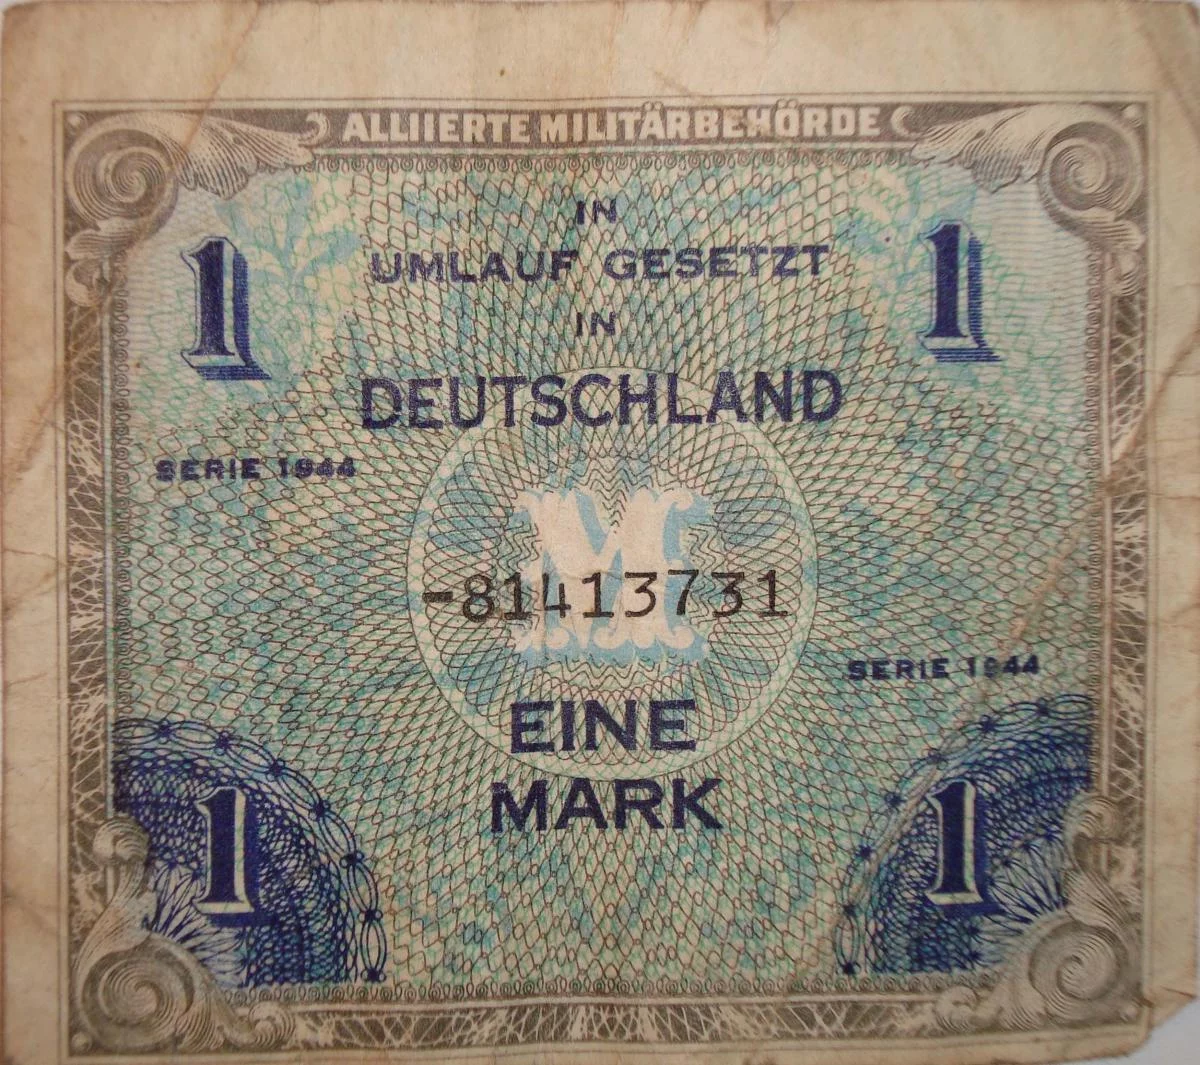 ALLIIERTE MILITÄRBEHÖRDE
IN
UMLAUF GESETZT
IN
DEUTSCHLAND
1
1
SERIE 1944
M
-81413731
SERIE 1944
EINE
MARK
1
1